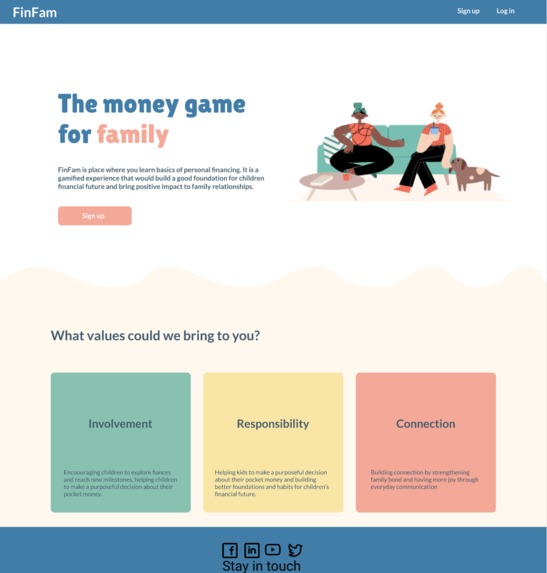 FinFam
Sign up
Log in
The money game
for family
FinFam is place where you learn basics of personal financing. It is a
gamified experience that would build a good foundation for children
financial future and bring positive impact to family relationships.
Sign up
What values could we bring to you?
Involvement
Encouraging children to explore fiances
and reach new milestones, helping children
to make a purposeful decision about their
pocket money.
Responsibility
Helping kids to make a purposeful decision
about their pocket money and building
better foundations and habits for children's
financial future.
Connection
Building connection by strengthening
family bond and having more joy through
everyday communication
Stay in touch